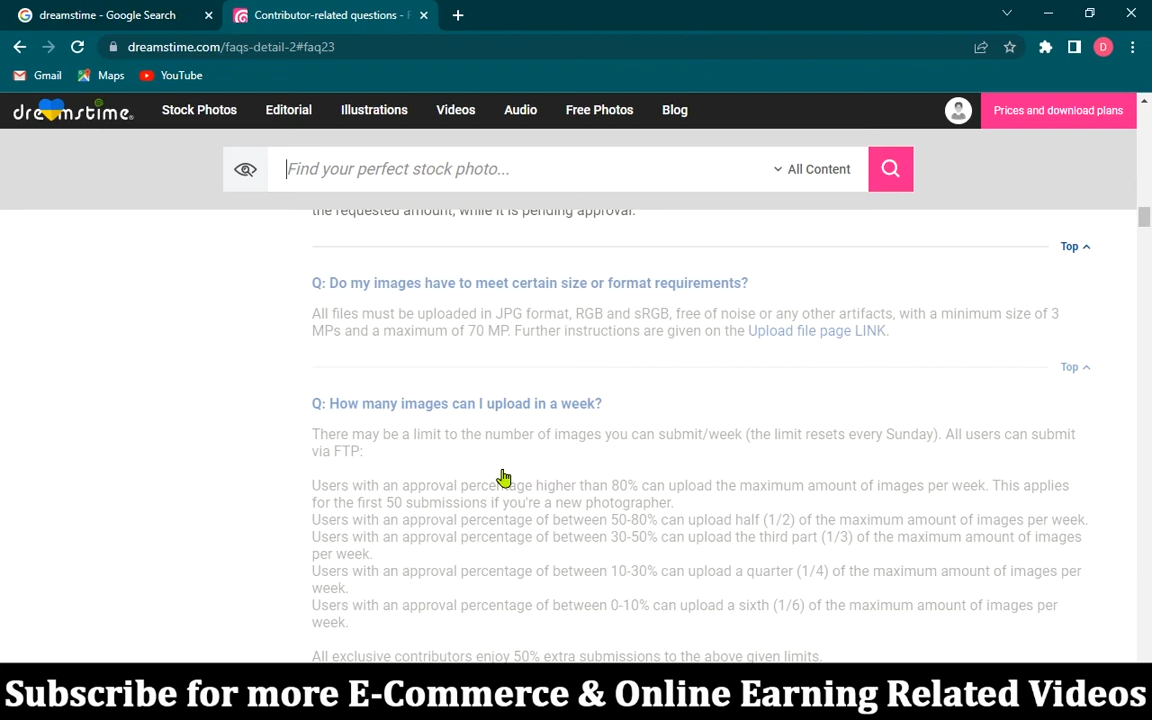 dreamstime - Google Search
Contributor-related questions -
dreamstime.com/faqs-detail-2#faq23
D
Gmail
Maps
YouTube
dreamstime.
Stock Photos
Editorial
Illustrations
Videos
Audio
Free Photos
Blog
Prices and download plans
Find your perfect stock photo...
All Content
the requested amount, while it is pending approval.
Top
Q: Do my images have to meet certain size or format requirements?
All files must be uploaded in JPG format, RGB and sRGB, free of noise or any other artifacts, with a minimum size of 3
MPs and a maximum of 70 MP. Further instructions are given on the Upload file page LINK.
Top
Q: How many images can I upload in a week?
There may be a limit to the number of images you can submit/week (the limit resets every Sunday). All users can submit
via FTP:
Users with an approval percentage higher than 80% can upload the maximum amount of images per week. This applies
for the first 50 submissions if you're a new photographer.
Users with an approval percentage of between 50-80% can upload half (1/2) of the maximum amount of images per week.
Users with an approval percentage of between 30-50% can upload the third part (1/3) of the maximum amount of images
per week.
Users with an approval percentage of between 10-30% can upload a quarter (1/4) of the maximum amount of images per
week.
Users with an approval percentage of between 0-10% can upload a sixth (1/6) of the maximum amount of images per
week.
All exclusive contributors enjoy 50% extra submissions to the above given limits.
Subscribe for more E-Commerce & Online Earning Related Videos